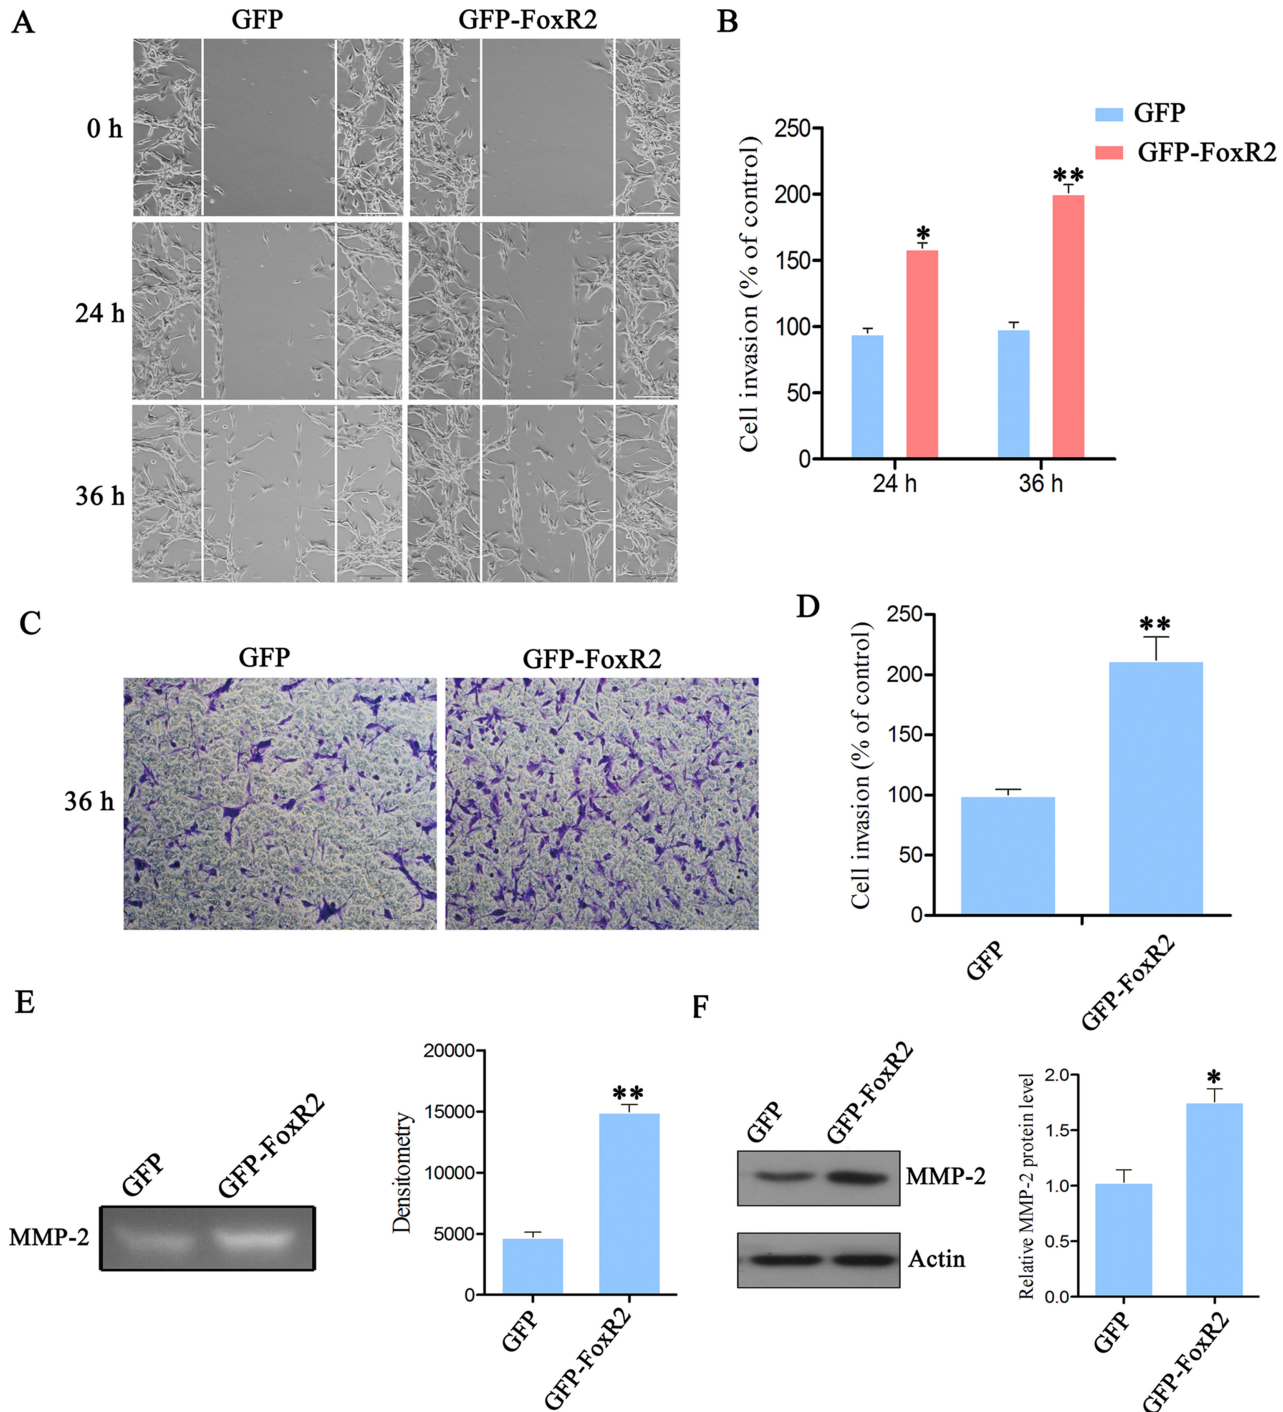 A
GFP
GFP-FoxR2
0 h
24 h
36 h
B
GFP
GFP-FoxR2
Cell invasion (% of control)
250
200
150
100
50
0
*
**
24 h
36 h
C
GFP
GFP-FoxR2
36 h
D
Cell invasion (% of control)
250
200
150
100
50
0
**
GFP
GFP-FoxR2
E
GFP
GFP-FoxR2
MMP-2
Densitometry
20000
15000
10000
5000
0
**
GFP
GFP-FoxR2
F
GFP
GFP-FoxR2
MMP-2
Actin
Relative MMP-2 protein level
2.0
1.5
1.0
0.5
0.0
*
GFP
GFP-FoxR2